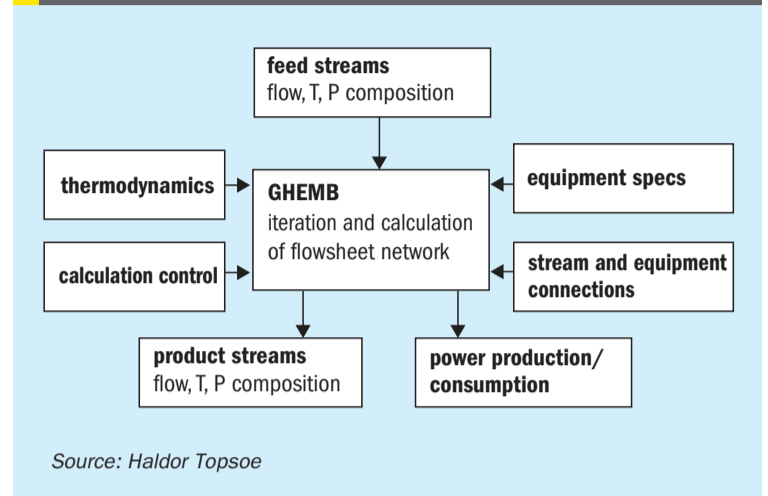 feed streams
flow, T, P composition
thermodynamics
GHEMB
iteration and calculation
of flowsheet network
equipment specs
calculation control
stream and equipment
connections
product streams
flow, T, P composition
power production/
consumption
Source: Haldor Topsoe